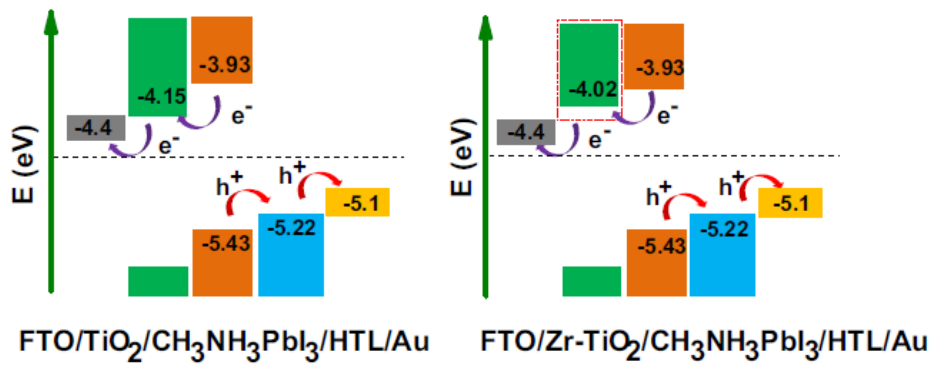 E (eV)
-4.4
-4.15
-3.93
e⁻
e⁻
h⁺
h⁺
-5.43
-5.22
-5.1
FTO/TiO₂/CH₃NH₃PbI₃/HTL/Au
E (eV)
-4.4
-4.02
-3.93
e⁻
e⁻
h⁺
h⁺
-5.43
-5.22
-5.1
FTO/Zr-TiO₂/CH₃NH₃PbI₃/HTL/Au